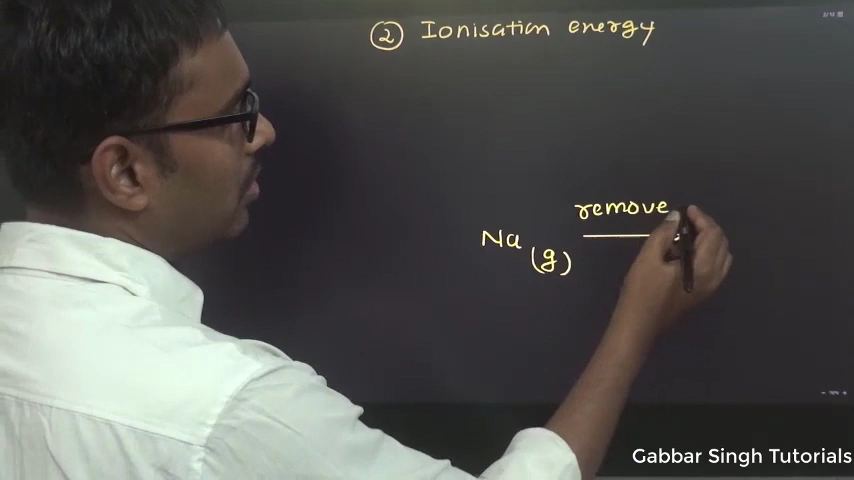 ② Ionisation energy
remove
Na (g)
Gabbar Singh Tutorials